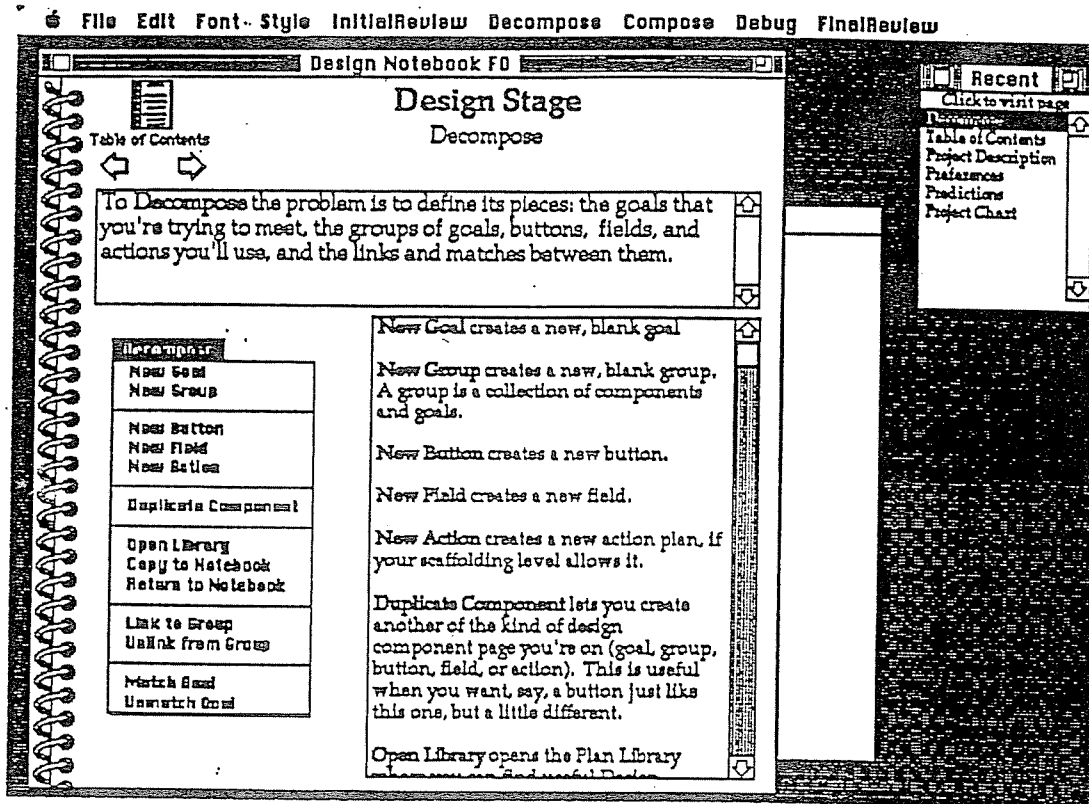 File Edit Font Style InitialReview Decompose Compose Debug FinalReview
Design Notebook F0
Table of Contents
Design Stage
Decompose
To Decompose the problem is to define its pieces: the goals that
you're trying to meet, the groups of goals, buttons, fields, and
actions you'll use, and the links and matches between them.
Decompose
New Goal
New Group
New Button
New Field
New Action
Duplicate Component
Open Library
Copy to Notebook
Return to Notebook
Link to Group
Unlink from Group
Match Goal
Unmatch Goal
New Goal creates a new, blank goal
New Group creates a new, blank group.
A group is a collection of components
and goals.
New Button creates a new button.
New Field creates a new field.
New Action creates a new action plan, if
your scaffolding level allows it.
Duplicate Component lets you create
another of the kind of design
component page you're on (goal, group,
button, field, or action). This is useful
when you want, say, a button just like
this one, but a little different.
Open Library opens the Plan Library
where you can find useful Design
Recent
Click to visit page
Decompose
Table of Contents
Project Description
Preferences
Predictions
Project Chart